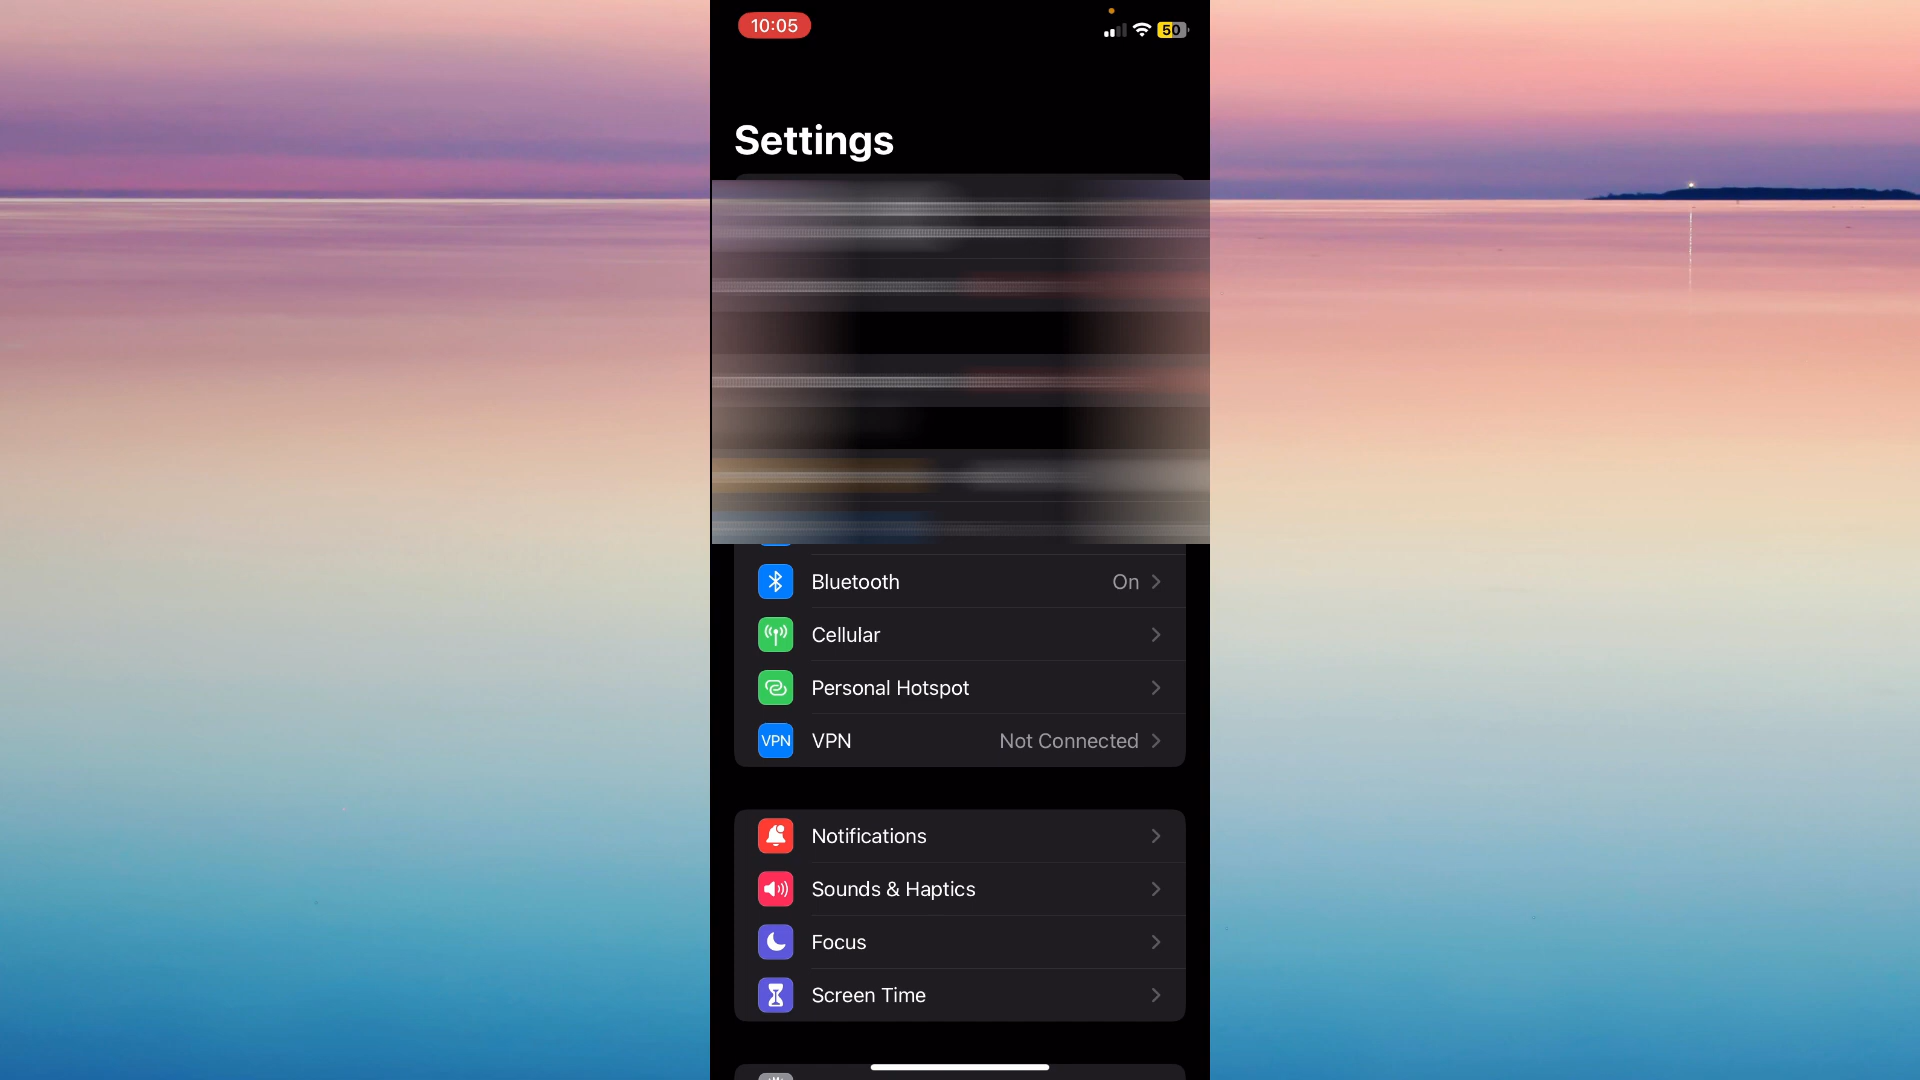 10:05
50
Settings
Bluetooth On
Cellular
Personal Hotspot
VPN VPN Not Connected
Notifications
Sounds & Haptics
Focus
Screen Time